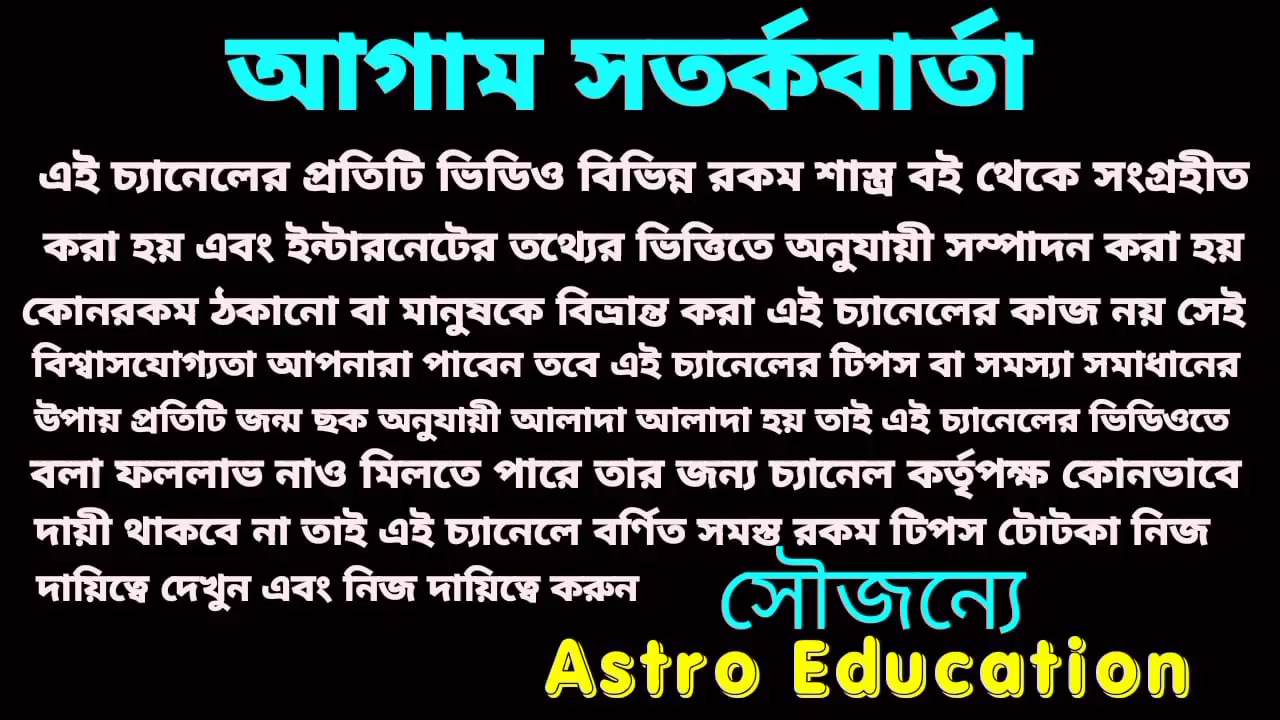 আগাম সতর্কবার্তা
এই চ্যানেলের প্রতিটি ভিডিও বিভিন্ন রকম শাস্ত্র বই থেকে সংগ্রহীত
করা হয় এবং ইন্টারনেটের তথ্যের ভিত্তিতে অনুযায়ী সম্পাদন করা হয়
কোনরকম ঠকানো বা মানুষকে বিভ্রান্ত করা এই চ্যানেলের কাজ নয় সেই
বিশ্বাসযোগ্যতা আপনারা পাবেন তবে এই চ্যানেলের টিপস বা সমস্যা সমাধানের
উপায় প্রতিটি জন্ম ছক অনুযায়ী আলাদা আলাদা হয় তাই এই চ্যানেলের ভিডিওতে
বলা ফললাভ নাও মিলতে পারে তার জন্য চ্যানেল কর্তৃপক্ষ কোনভাবে
দায়ী থাকবে না তাই এই চ্যানেলে বর্ণিত সমস্ত রকম টিপস টোটকা নিজ
দায়িত্বে দেখুন এবং নিজ দায়িত্বে করুন
সৌজন্যে
Astro Education